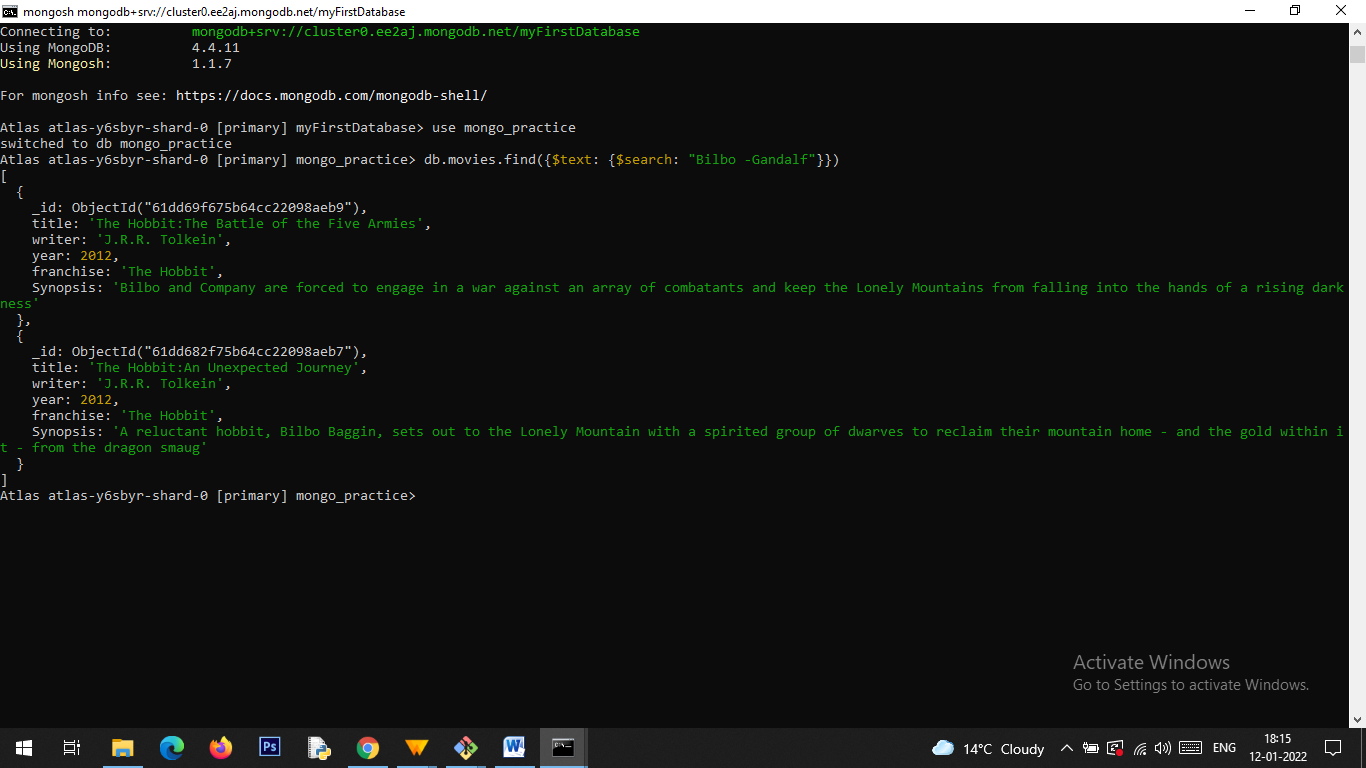 mongosh mongodb+srv://cluster0.ee2aj.mongodb.net/myFirstDatabase
Connecting to: mongodb+srv://cluster0.ee2aj.mongodb.net/myFirstDatabase
Using MongoDB: 4.4.11
Using Mongosh: 1.1.7
For mongosh info see: https://docs.mongodb.com/mongodb-shell/
Atlas atlas-y6sbyr-shard-0 [primary] myFirstDatabase> use mongo_practice
switched to db mongo_practice
Atlas atlas-y6sbyr-shard-0 [primary] mongo_practice> db.movies.find({$text: {$search: "Bilbo -Gandalf"}})
[
{
_id: ObjectId("61dd69f675b64cc22098aeb9"),
title: 'The Hobbit:The Battle of the Five Armies',
writer: 'J.R.R. Tolkein',
year: 2012,
franchise: 'The Hobbit',
Synopsis: 'Bilbo and Company are forced to engage in a war against an array of combatants and keep the Lonely Mountains from falling into the hands of a rising dark
ness'
},
{
_id: ObjectId("61dd682f75b64cc22098aeb7"),
title: 'The Hobbit:An Unexpected Journey',
writer: 'J.R.R. Tolkein',
year: 2012,
franchise: 'The Hobbit',
Synopsis: 'A reluctant hobbit, Bilbo Baggin, sets out to the Lonely Mountain with a spirited group of dwarves to reclaim their mountain home - and the gold within i
t - from the dragon smaug'
}
]
Atlas atlas-y6sbyr-shard-0 [primary] mongo_practice>
Activate Windows
Go to Settings to activate Windows.
Ps
W
14°C Cloudy
ENG
18:15
12-01-2022